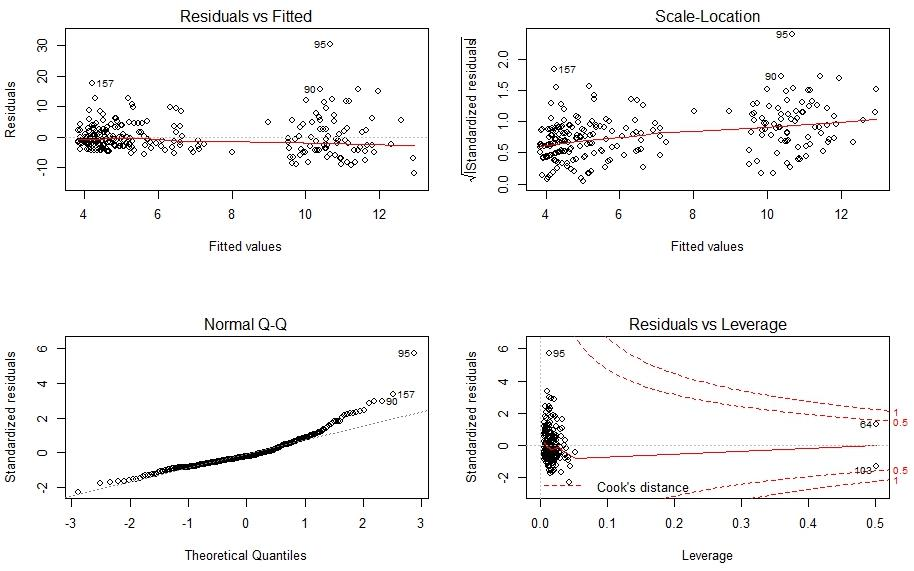 Residuals vs Fitted
Residuals
30
20
10
0
-10
95
157
90
4 6 8 10 12
Fitted values
Scale-Location
√|Standardized residuals|
2.0
1.5
1.0
0.5
0.0
95
157
90
4 6 8 10 12
Fitted values
Normal Q-Q
Standardized residuals
6
4
2
0
-2
95
157
90
-3 -2 -1 0 1 2 3
Theoretical Quantiles
Residuals vs Leverage
Standardized residuals
6
4
2
0
-2
95
1
0.5
64
103
0.5
1
Cook's distance
0.0 0.1 0.2 0.3 0.4 0.5
Leverage